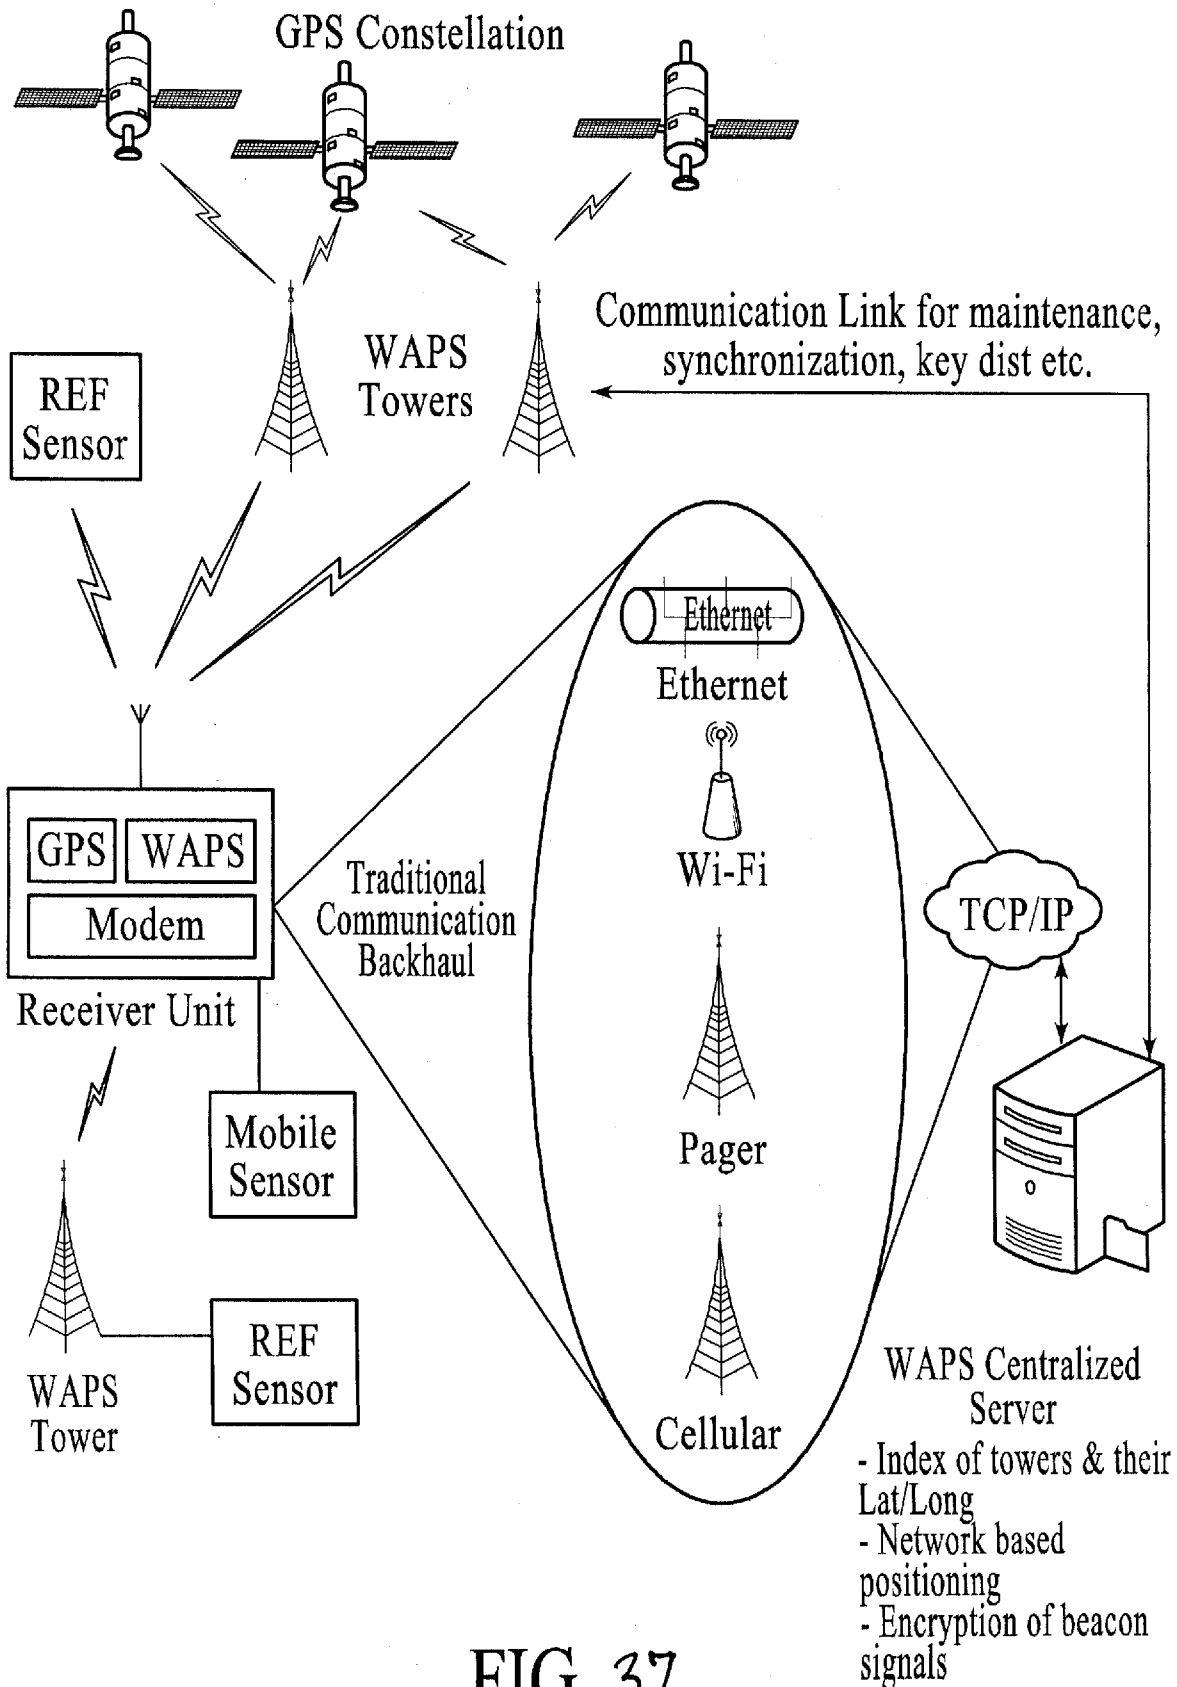 GPS Constellation
Communication Link for maintenance,
synchronization, key dist etc.
WAPS
Towers
REF
Sensor
Ethernet
Ethernet
Wi-Fi
GPS
WAPS
Modem
Receiver Unit
Traditional
Communication
Backhaul
TCP/IP
Pager
Mobile
Sensor
Cellular
REF
Sensor
WAPS
Tower
WAPS Centralized
Server
- Index of towers & their
Lat/Long
- Network based
positioning
- Encryption of beacon
signals
FIG. 37